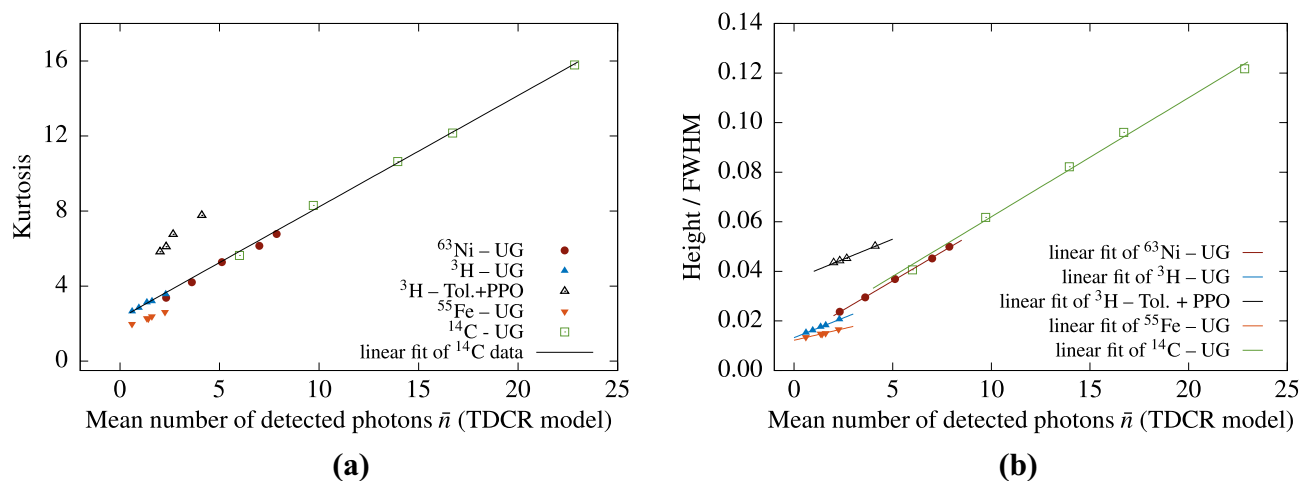 Kurtosis
16
12
8
4
0
⁶³Ni – UG
³H – UG
³H – Tol.+PPO
⁵⁵Fe – UG
¹⁴C - UG
linear fit of ¹⁴C data
0 5 10 15 20 25
Mean number of detected photons n̄ (TDCR model)
(a)
Height / FWHM
0.14
0.12
0.10
0.08
0.06
0.04
0.02
0.00
linear fit of ⁶³Ni – UG
linear fit of ³H – UG
linear fit of ³H – Tol. + PPO
linear fit of ⁵⁵Fe – UG
linear fit of ¹⁴C – UG
0 5 10 15 20 25
Mean number of detected photons n̄ (TDCR model)
(b)